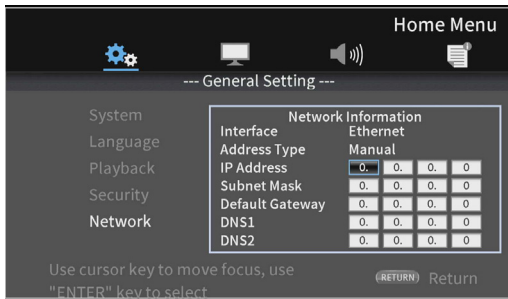 Home Menu
--- General Setting ---
System
Language
Playback
Security
Network
Network Information
Interface Ethernet
Address Type Manual
IP Address 0. 0. 0. 0
Subnet Mask 0. 0. 0. 0
Default Gateway 0. 0. 0. 0
DNS1 0. 0. 0. 0
DNS2 0. 0. 0. 0
Use cursor key to move focus, use
"ENTER" key to select
RETURN Return